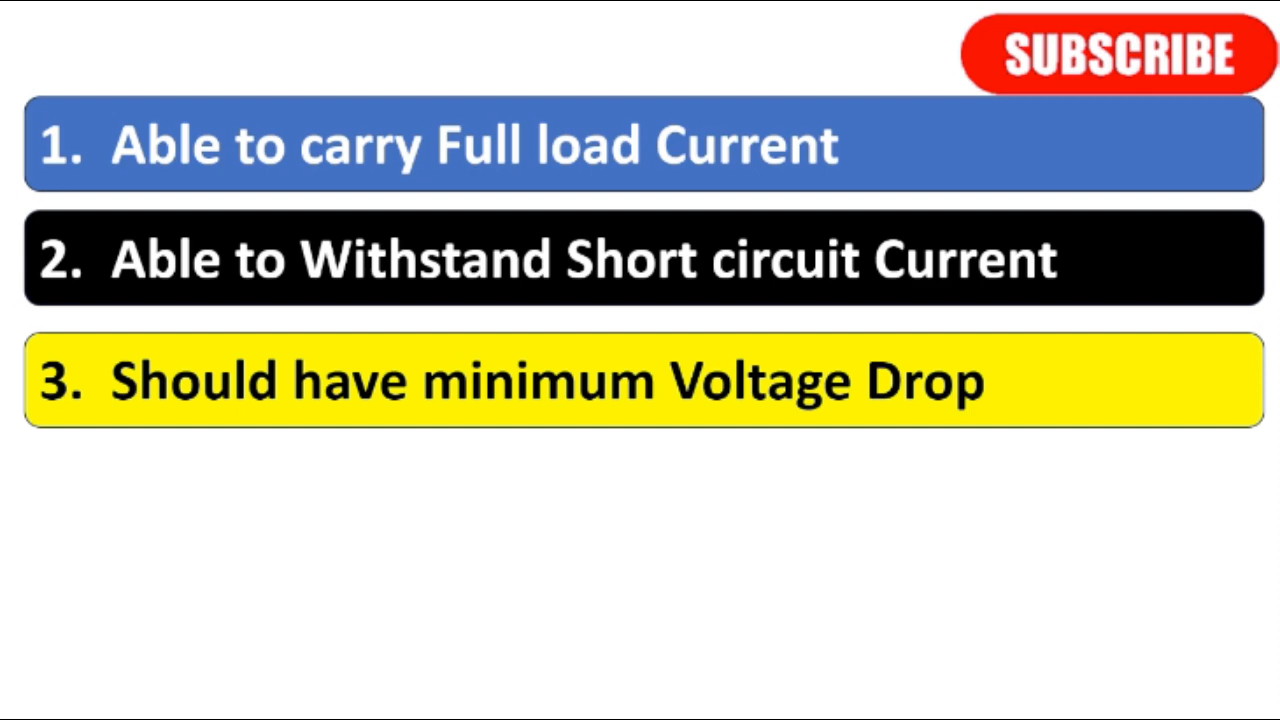 SUBSCRIBE
1. Able to carry Full load Current
2. Able to Withstand Short circuit Current
3. Should have minimum Voltage Drop